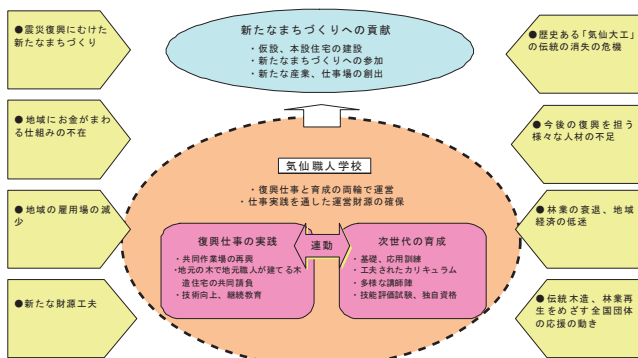 新たなまちづくりへの貢献
・仮設、本設住宅の建設
・新たなまちづくりへの参加
・新たな産業、仕事場の創出
●震災復興にむけた
新たなまちづくり
●地域にお金がまわ
る仕組みの不在
●地域の雇用場の減
少
●新たな財源工夫
●歴史ある「気仙大工」
の伝統の消失の危機
●今後の復興を担う
様々な人材の不足
●林業の衰退、地域
経済の低迷
●伝統木造、林業再
生をめざす全国団体
の応援の動き
気仙職人学校
・復興仕事と育成の両輪で運営
・仕事実践を通した運営財源の確保
復興仕事の実践
・共同作業場の再興
・地元の木で地元職人が建てる木
造住宅の共同請負
・技術向上、継続教育
連動
次世代の育成
・基礎、応用訓練
・工夫されたカリキュラム
・多様な講師陣
・技能評価試験、独自資格